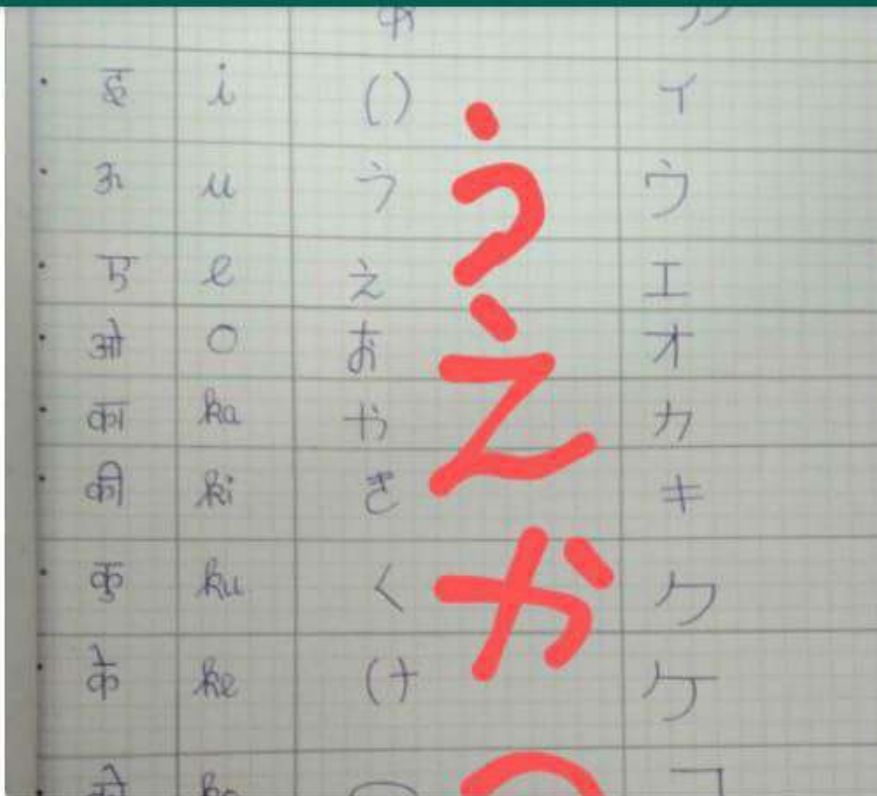 इ i () イ
ऊ u う う ウ
ए e え エ
ओ o お え オ
का ka か カ
की ki き キ
कु ku く か ク
के ke け ケ